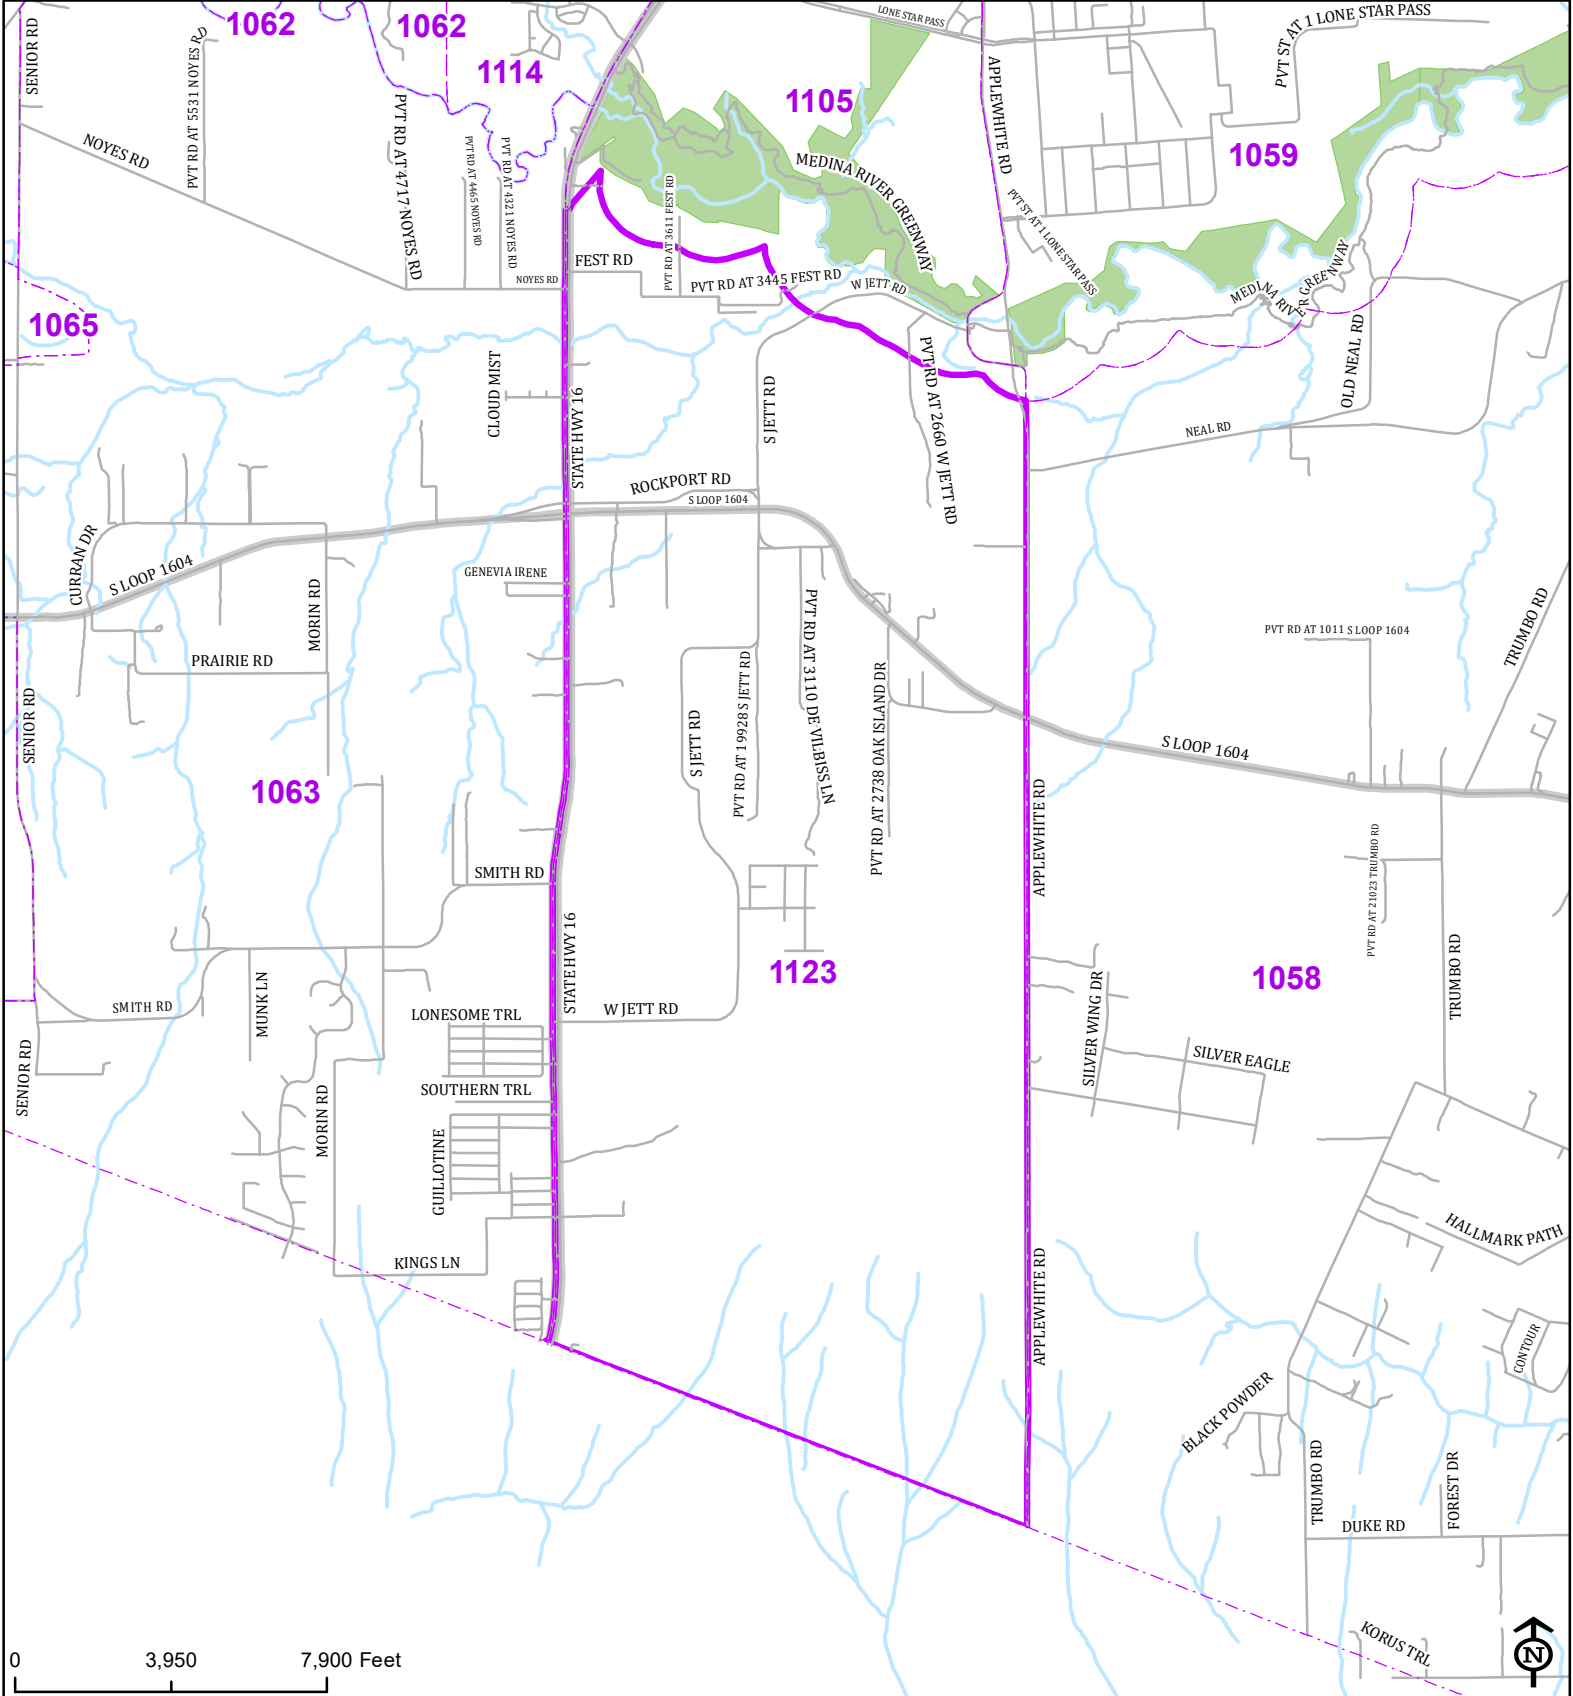 1062
1062
SENIOR RD
1114
LONE STAR PASS
PVT ST AT 1 LONE STAR PASS
1105
APPLEWHITE RD
1059
PVT RD AT 5531 NOYES RD
NOYES RD
PVT RD AT 4717 NOYES RD
PVT RD AT 4465 NOYES RD
PVT RD AT 4321 NOYES RD
NOYES RD
MEDINA RIVER GREENWAY
PVT RD AT 3611 FEST RD
PVT ST AT 1 LONE STAR PASS
FEST RD
PVT RD AT 3445 FEST RD
W JETT RD
MEDINA RIVER GREENWAY
1065
CLOUD MIST
STATE HWY 16
S JETT RD
PVT RD AT 2660 W JETT RD
OLD NEAL RD
NEAL RD
ROCKPORT RD
S LOOP 1604
CURRAN DR
S LOOP 1604
GENEVIA IRENE
MORIN RD
PRAIRIE RD
PVT RD AT 3110 DE VILBISS LN
PVT RD AT 1011 S LOOP 1604
TRUMBO RD
SENIOR RD
S JETT RD
PVT RD AT 19928 S JETT RD
PVT RD AT 2738 OAK ISLAND DR
S LOOP 1604
1063
APPLEWHITE RD
PVT RD AT 21023 TRUMBO RD
SMITH RD
STATE HWY 16
1123
1058
TRUMBO RD
SMITH RD
MUNK LN
LONESOME TRL
W JETT RD
SILVER WING DR
SILVER EAGLE
SENIOR RD
SOUTHERN TRL
MORIN RD
GUILLOTINE
HALLMARK PATH
KINGS LN
APPLEWHITE RD
CONTOUR
BLACK POWDER
TRUMBO RD
FOREST DR
DUKE RD
KORUS TRL
0 3,950 7,900 Feet
N